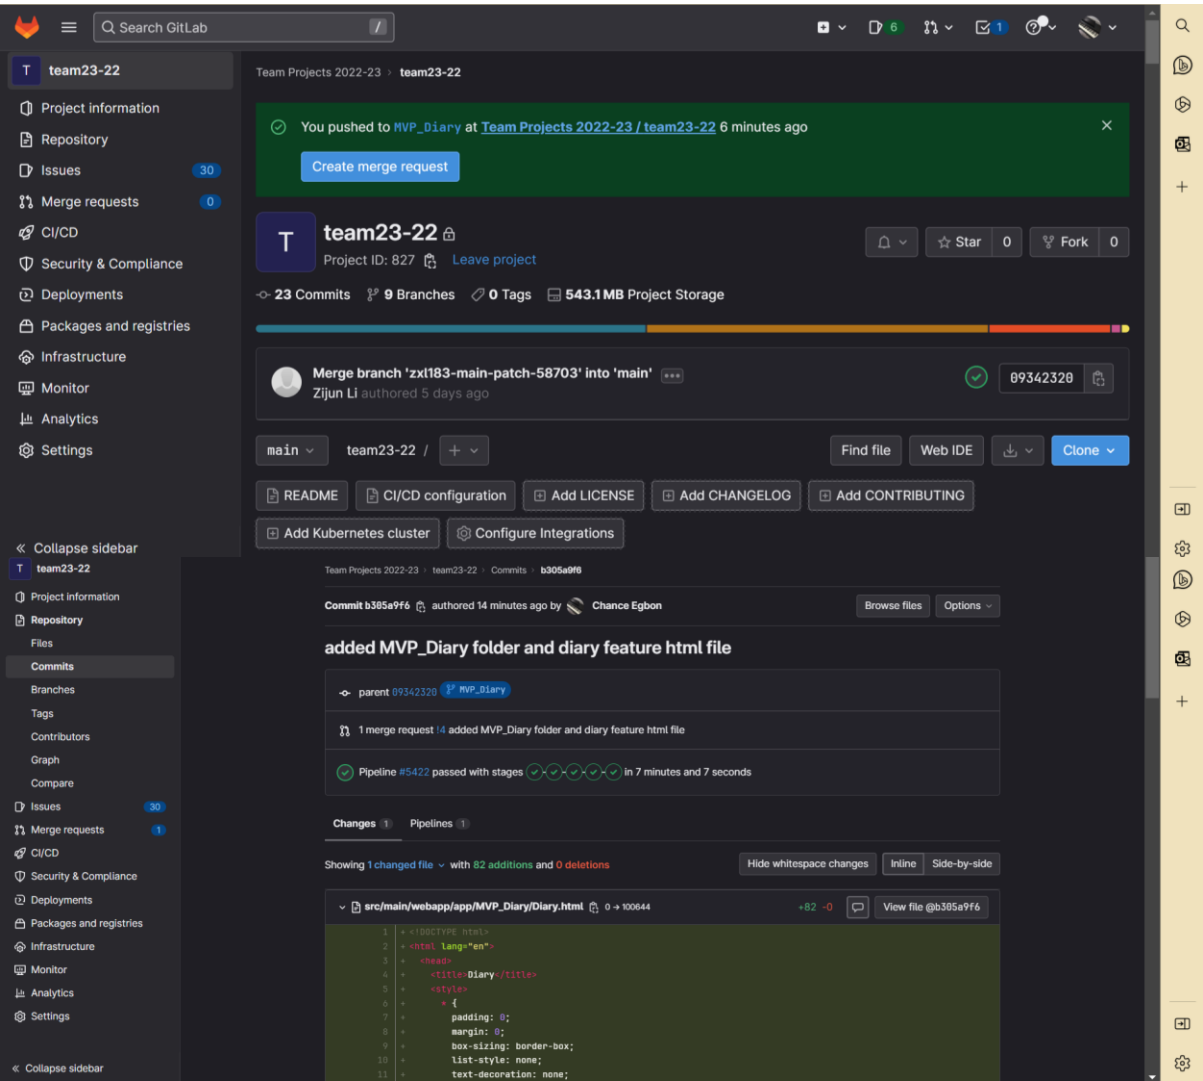 Search GitLab /
6
1
T team23-22
Project information
Repository
Issues 30
Merge requests 0
CI/CD
Security & Compliance
Deployments
Packages and registries
Infrastructure
Monitor
Analytics
Settings
« Collapse sidebar
Team Projects 2022-23 › team23-22
You pushed to MVP_Diary at Team Projects 2022-23 / team23-22 6 minutes ago
Create merge request
T
team23-22
Project ID: 827 Leave project
Star 0 Fork 0
23 Commits 9 Branches 0 Tags 543.1 MB Project Storage
Merge branch 'zxl183-main-patch-58703' into 'main' •••
Zijun Li authored 5 days ago
09342320
main team23-22 / +
Find file Web IDE Clone
README CI/CD configuration Add LICENSE Add CHANGELOG Add CONTRIBUTING
Add Kubernetes cluster Configure Integrations
T team23-22
Project information
Repository
Files
Commits
Branches
Tags
Contributors
Graph
Compare
Issues 30
Merge requests 1
CI/CD
Security & Compliance
Deployments
Packages and registries
Infrastructure
Monitor
Analytics
Settings
« Collapse sidebar
Team Projects 2022-23 › team23-22 › Commits › b305a9f6
Commit b305a9f6 authored 14 minutes ago by Chance Egbon
Browse files Options
added MVP_Diary folder and diary feature html file
parent 09342320 MVP_Diary
1 merge request !4 added MVP_Diary folder and diary feature html file
Pipeline #5422 passed with stages in 7 minutes and 7 seconds
Changes 1 Pipelines 1
Showing 1 changed file with 82 additions and 0 deletions
Hide whitespace changes Inline Side-by-side
src/main/webapp/app/MVP_Diary/Diary.html 0 → 100644
+82 -0 View file @b305a9f6
1 + <!DOCTYPE html>
2 + <html lang="en">
3 + <head>
4 + <title>Diary</title>
5 + <style>
6 + * {
7 + padding: 0;
8 + margin: 0;
9 + box-sizing: border-box;
10 + list-style: none;
11 + text-decoration: none;